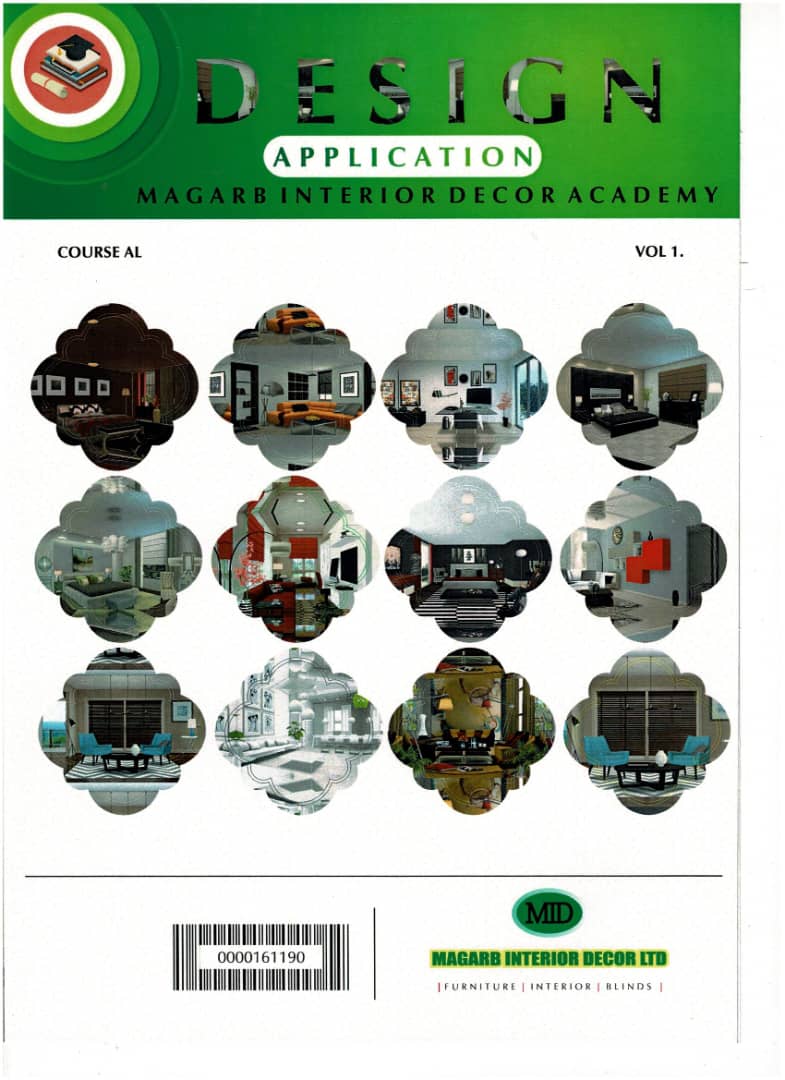 DESIGN
APPLICATION
MAGARB INTERIOR DECOR ACADEMY
COURSE AL
VOL 1.
0000161190
MID
MAGARB INTERIOR DECOR LTD
|FURNITURE | INTERIOR | BLINDS |